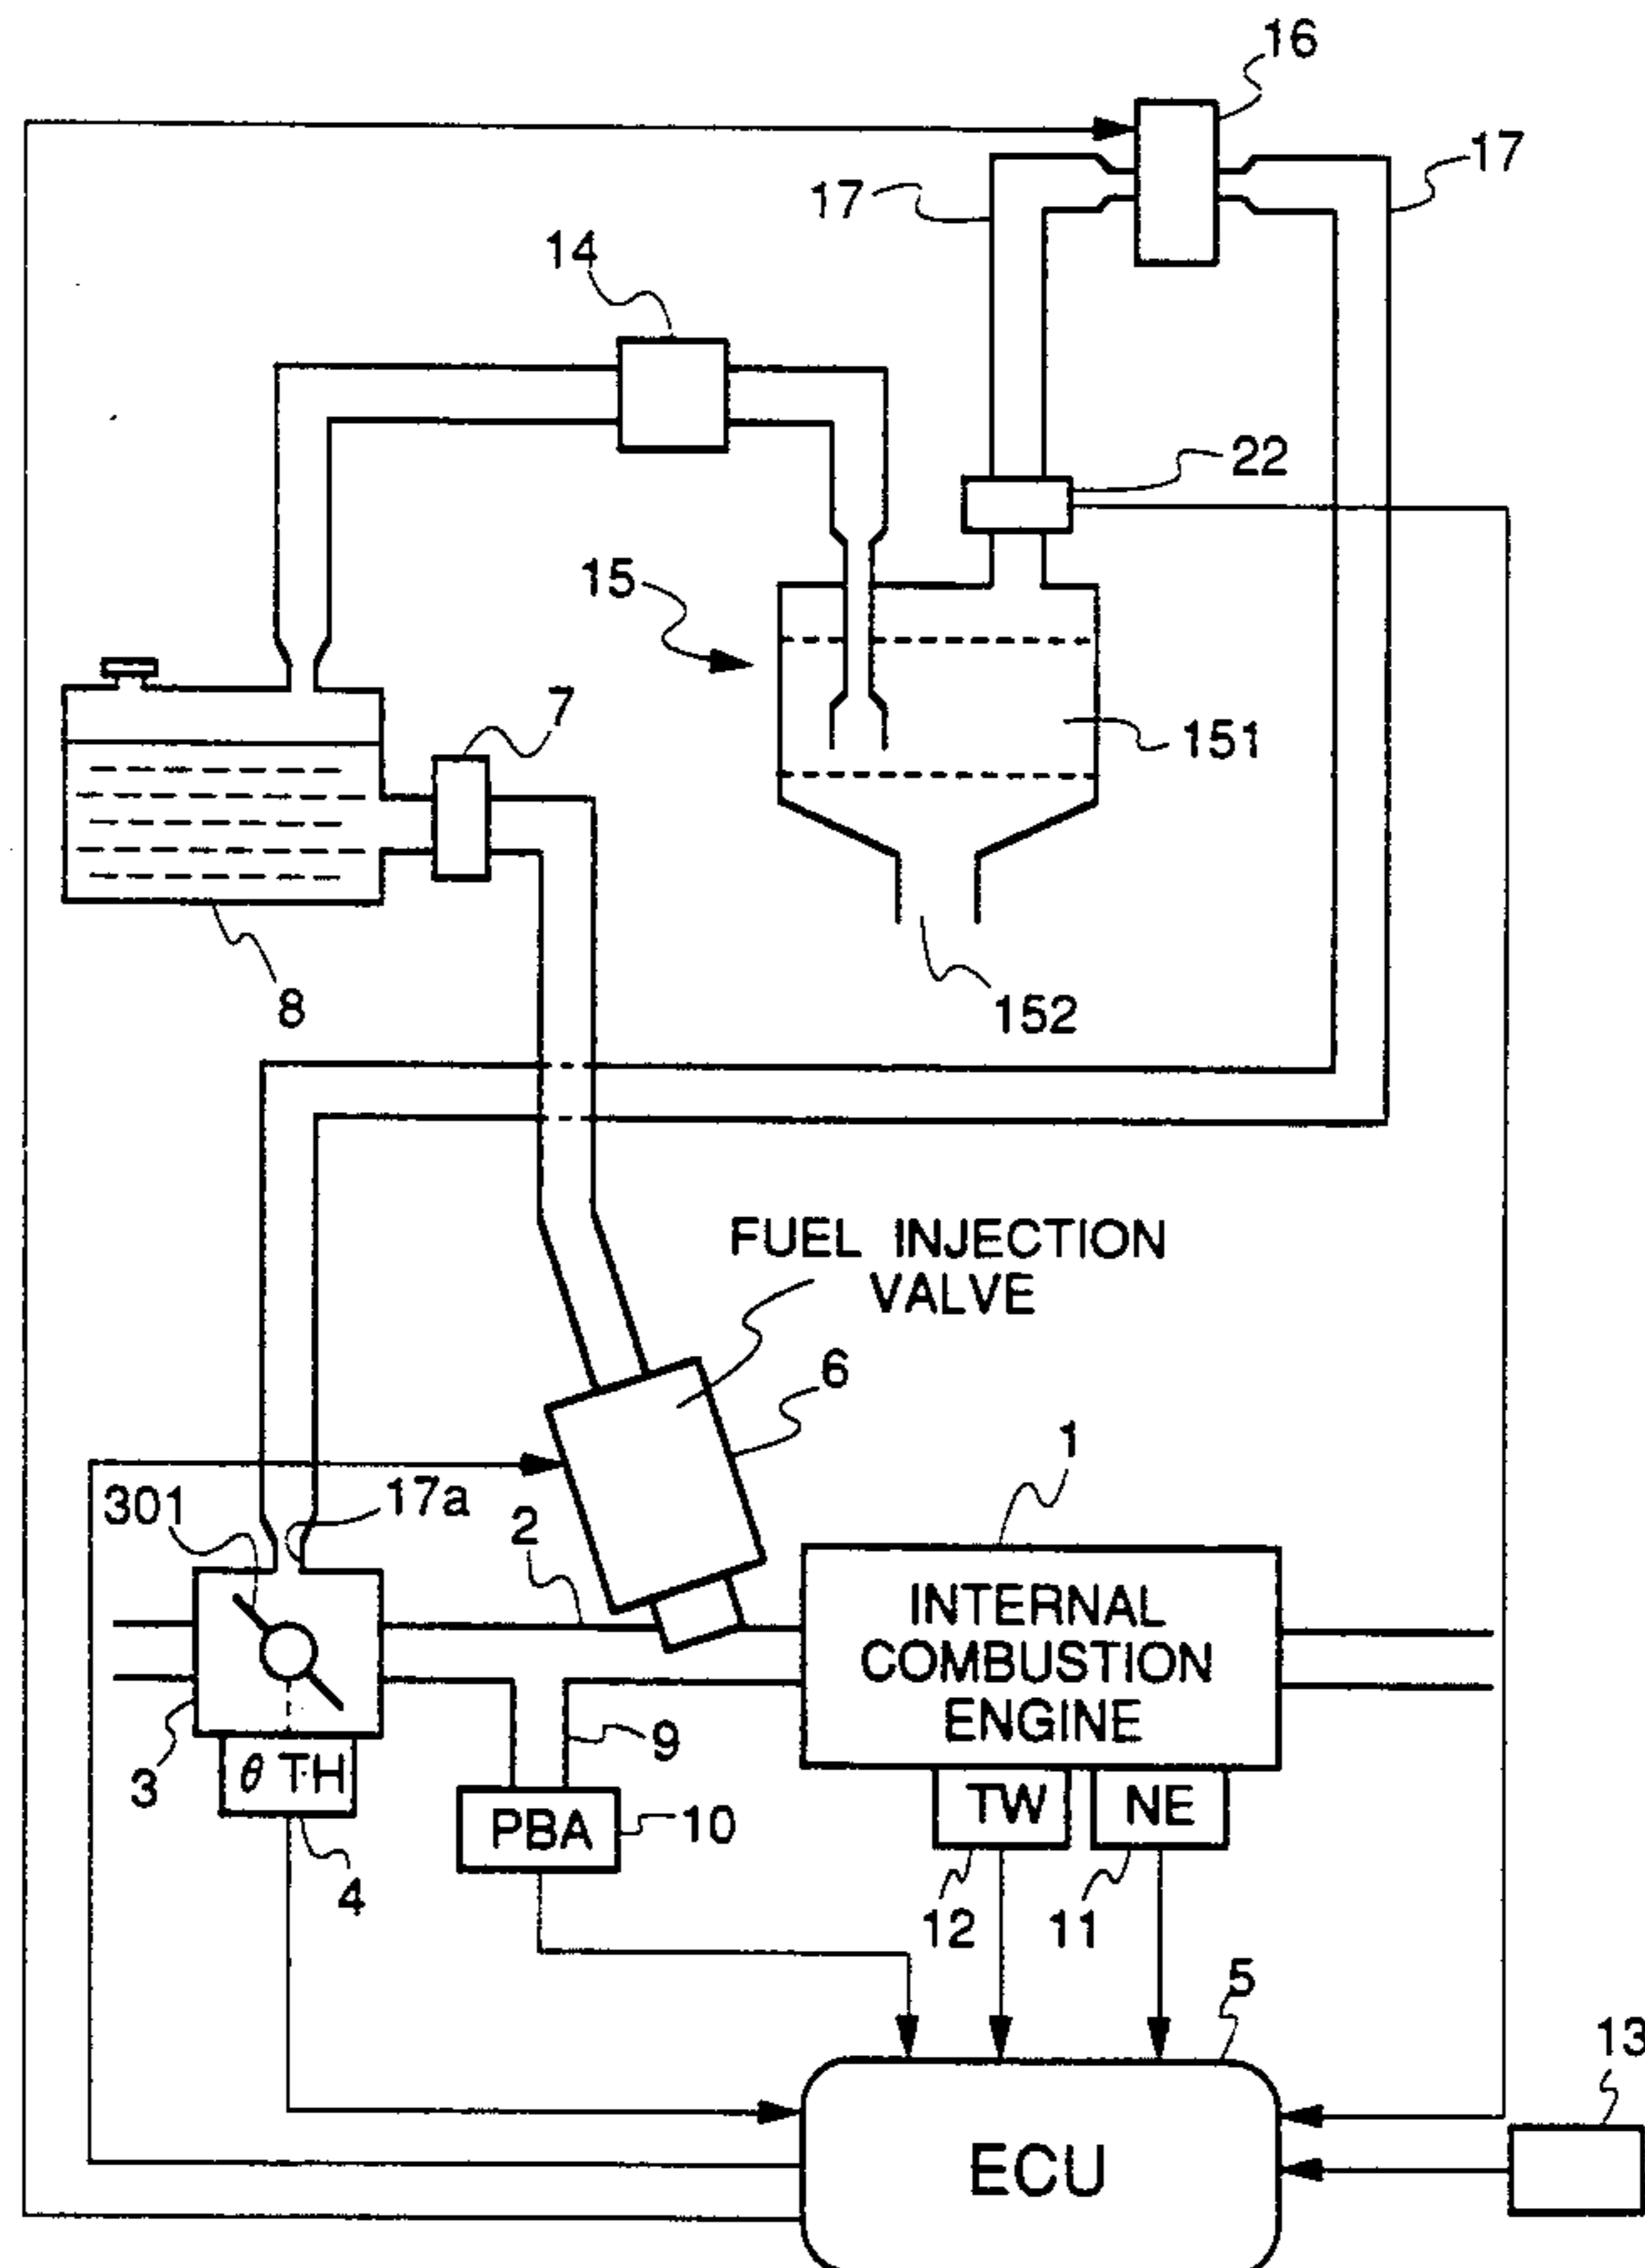 16
17
17
14
22
15
7
151
8
152
FUEL INJECTION
VALVE
6
1
301
17a
2
INTERNAL
COMBUSTION
ENGINE
3
θ TH
9
PBA
10
TW
NE
4
12
11
5
13
ECU